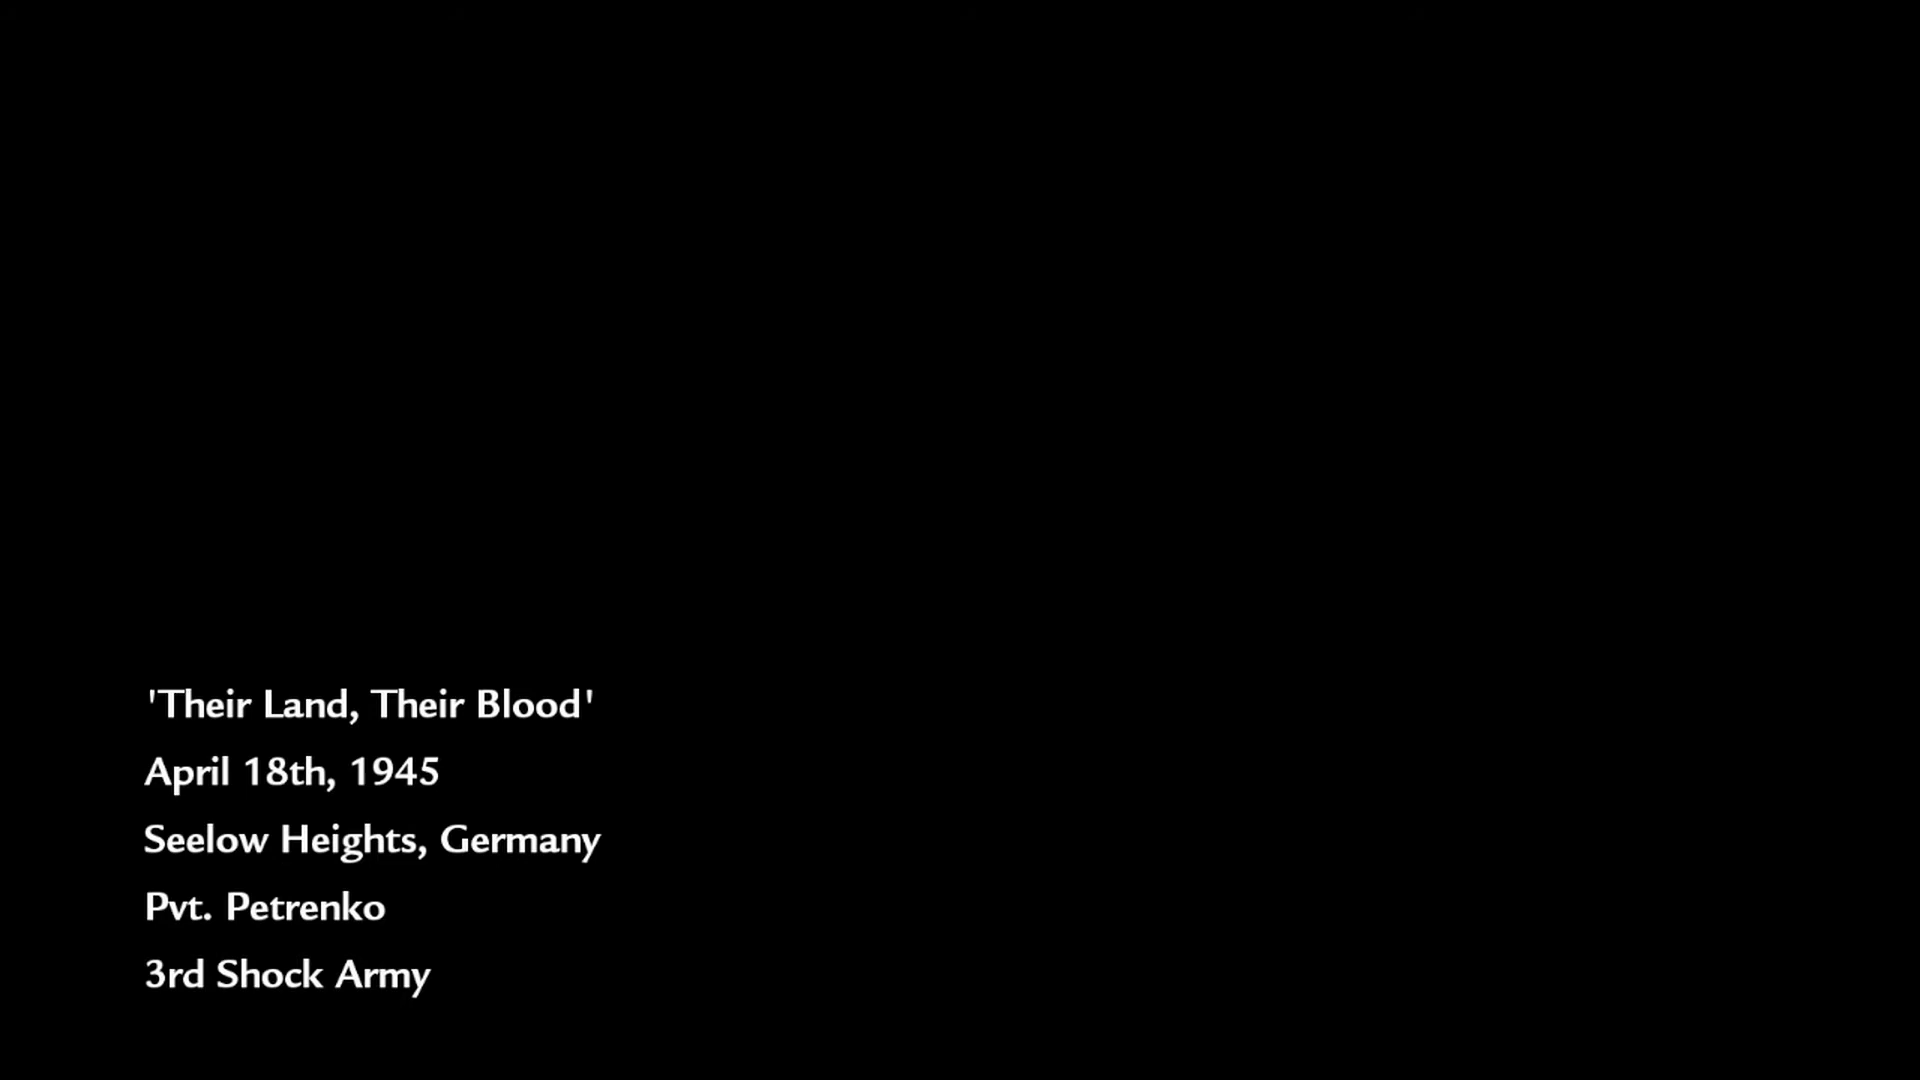 'Their Land, Their Blood'
April 18th, 1945
Seelow Heights, Germany
Pvt. Petrenko
3rd Shock Army